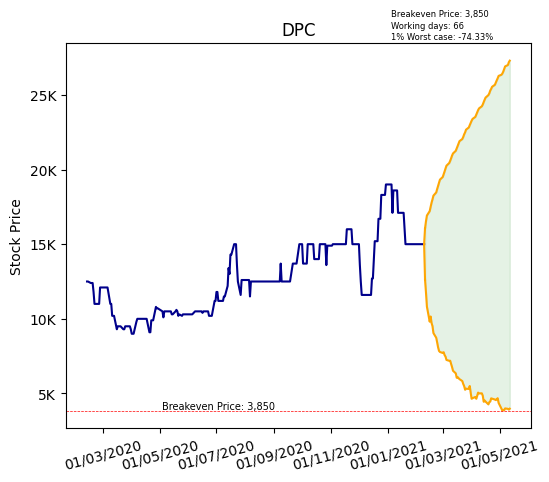 Breakeven Price: 3,850
Working days: 66
1% Worst case: -74.33%
DPC
Stock Price
25K
20K
15K
10K
5K
Breakeven Price: 3,850
01/03/2020
01/05/2020
01/07/2020
01/09/2020
01/11/2020
01/01/2021
01/03/2021
01/05/2021